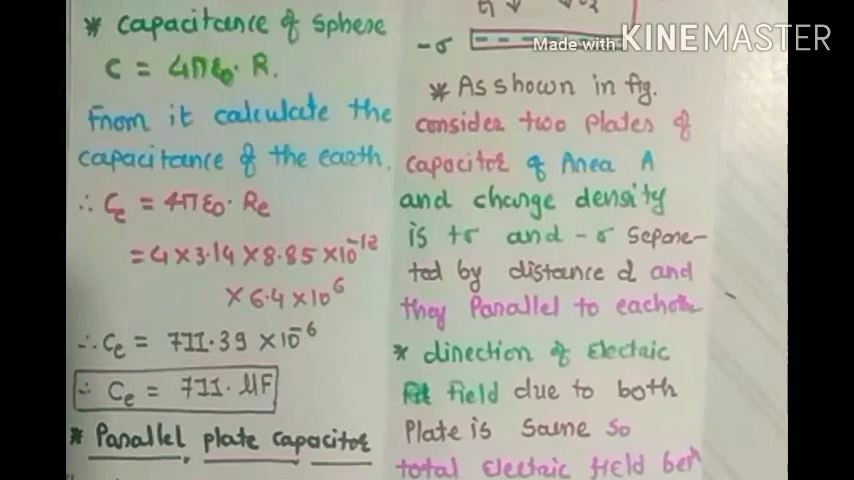 * Capacitance of sphere
C = 4πε₀. R.
From it calculate the
capacitance of the earth.
∴ Ce = 4πε₀. Re
= 4 × 3.14 × 8.85 × 10⁻¹²
× 6.4 × 10⁶
∴ Ce = 711.39 × 10⁻⁶
∴ Ce = 711. μF
* Parallel plate capacitor
-σ
Made with KINEMASTER
* As shown in fig.
consider two plates of
capacitor of Area A
and charge density
is +σ and -σ Separe-
ted by distance d and
they Parallel to eachoth
* direction of Electric
field due to both
Plate is Same so
total Electric field